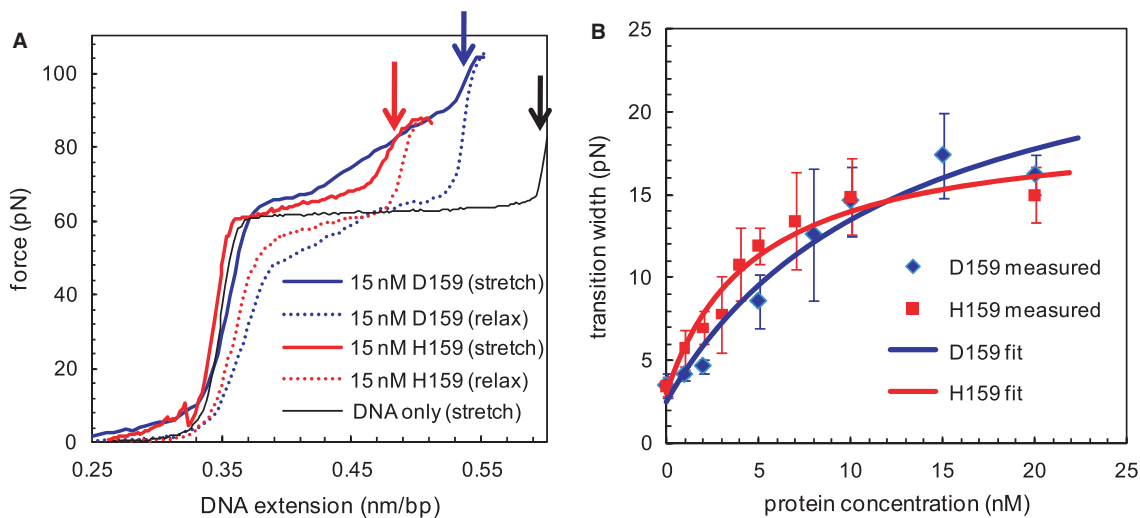 A
force (pN)
100
80
60
40
20
0
0.25
0.35
0.45
0.55
DNA extension (nm/bp)
15 nM D159 (stretch)
15 nM D159 (relax)
15 nM H159 (stretch)
15 nM H159 (relax)
DNA only (stretch)
B
transition width (pN)
25
20
15
10
5
0
0
5
10
15
20
protein concentration (nM)
D159 measured
H159 measured
D159 fit
H159 fit